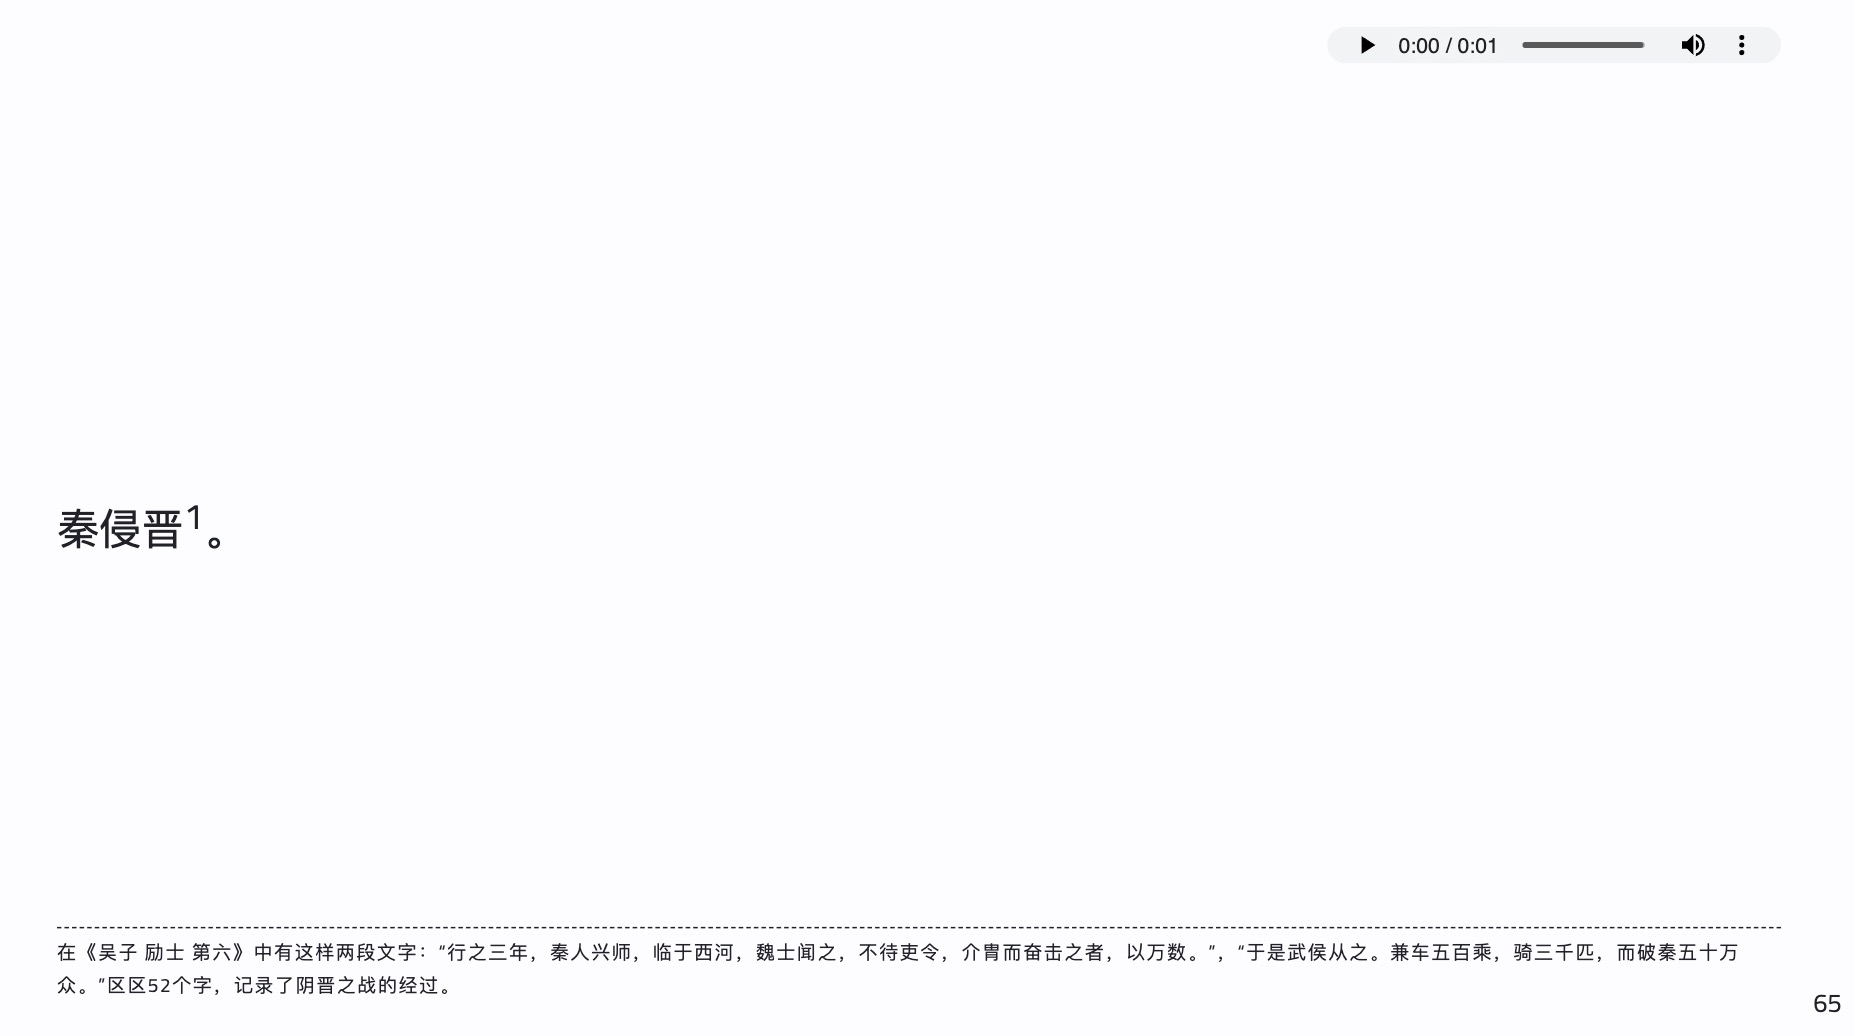 0:00 / 0:01
秦侵晋1。
在《吴子 励士 第六》中有这样两段文字：“行之三年，秦人兴师，临于西河，魏士闻之，不待吏令，介胄而奋击之者，以万数。”，“于是武侯从之。兼车五百乘，骑三千匹，而破秦五十万
众。”区区52个字，记录了阴晋之战的经过。
65